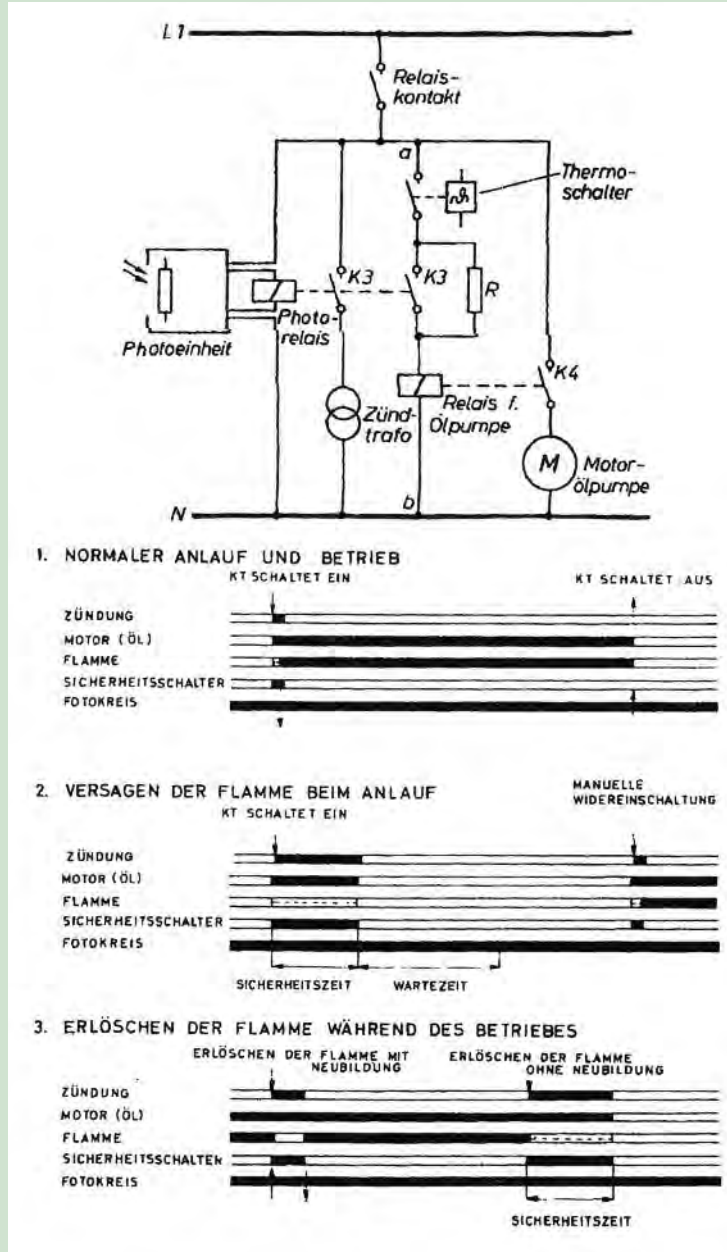 L1
Relais-
kontakt
a
Thermo-
schalter
K3
K3
R
Photo-
relais
Photoeinheit
K4
Zünd-
trafo
Relais f.
Ölpumpe
M
Motor-
ölpumpe
N
b
1. NORMALER ANLAUF UND BETRIEB
KT SCHALTET EIN
KT SCHALTET AUS
ZÜNDUNG
MOTOR (ÖL)
FLAMME
SICHERHEITSSCHALTER
FOTOKREIS
2. VERSAGEN DER FLAMME BEIM ANLAUF
MANUELLE
WIDEREINSCHALTUNG
KT SCHALTET EIN
ZÜNDUNG
MOTOR (ÖL)
FLAMME
SICHERHEITSSCHALTER
FOTOKREIS
SICHERHEITSZEIT
WARTEZEIT
3. ERLÖSCHEN DER FLAMME WÄHREND DES BETRIEBES
ERLÖSCHEN DER FLAMME MIT
NEUBILDUNG
ERLÖSCHEN DER FLAMME
OHNE NEUBILDUNG
ZÜNDUNG
MOTOR (ÖL)
FLAMME
SICHERHEITSSCHALTEN
FOTOKREIS
SICHERHEITSZEIT